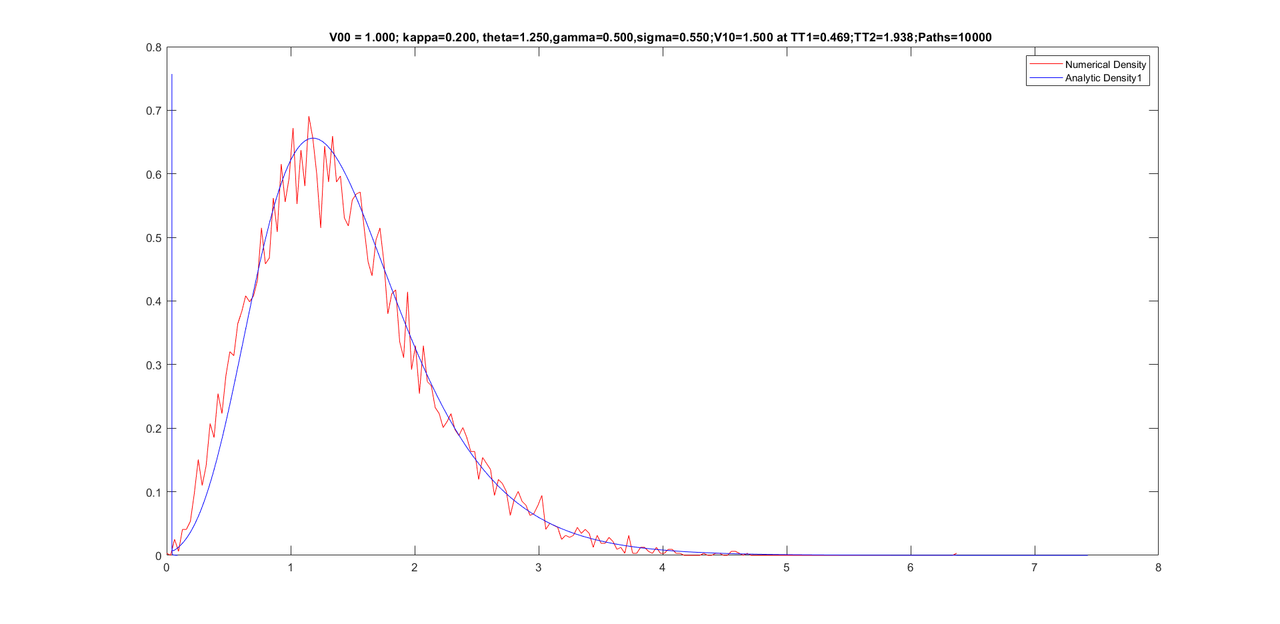 V00 = 1.000; kappa=0.200, theta=1.250,gamma=0.500,sigma=0.550;V10=1.500 at TT1=0.469;TT2=1.938;Paths=10000
Numerical Density
Analytic Density1
0.8
0.7
0.6
0.5
0.4
0.3
0.2
0.1
0
0 1 2 3 4 5 6 7 8